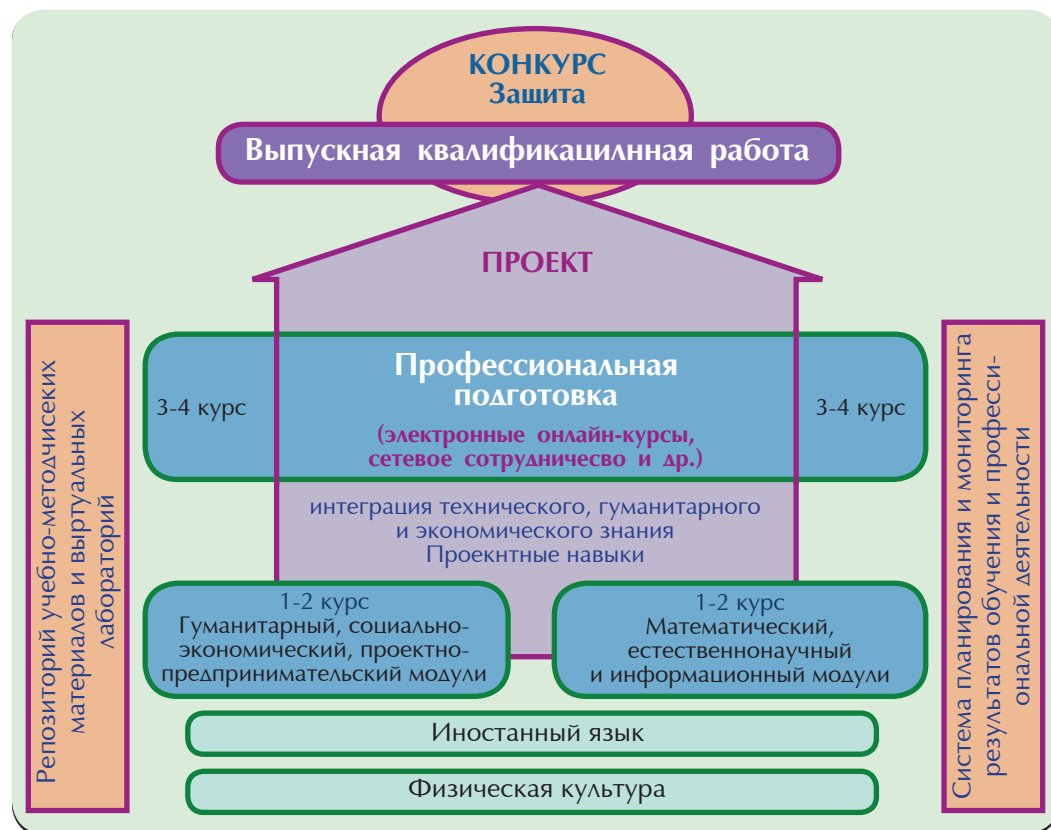 КОНКУРС
Защита
Выпускная квалификацилнная работа
ПРОЕКТ
Репозиторий учебно-методчисеких
материалов и выртуальных
лабораторий
3-4 курс
Профессиональная
подготовка
(электронные онлайн-курсы,
сетевое сотрудничесво и др.)
3-4 курс
Система планирования и мониторинга
результатов обучения и професси-
ональной деятельности
интеграция технического, гуманитарного
и экономического знания
Проекнтные навыки
1-2 курс
Гуманитарный, социально-
экономический, проектно-
предпринимательский модули
1-2 курс
Математический,
естественнонаучный
и информационный модули
Иностанный язык
Физическая культура